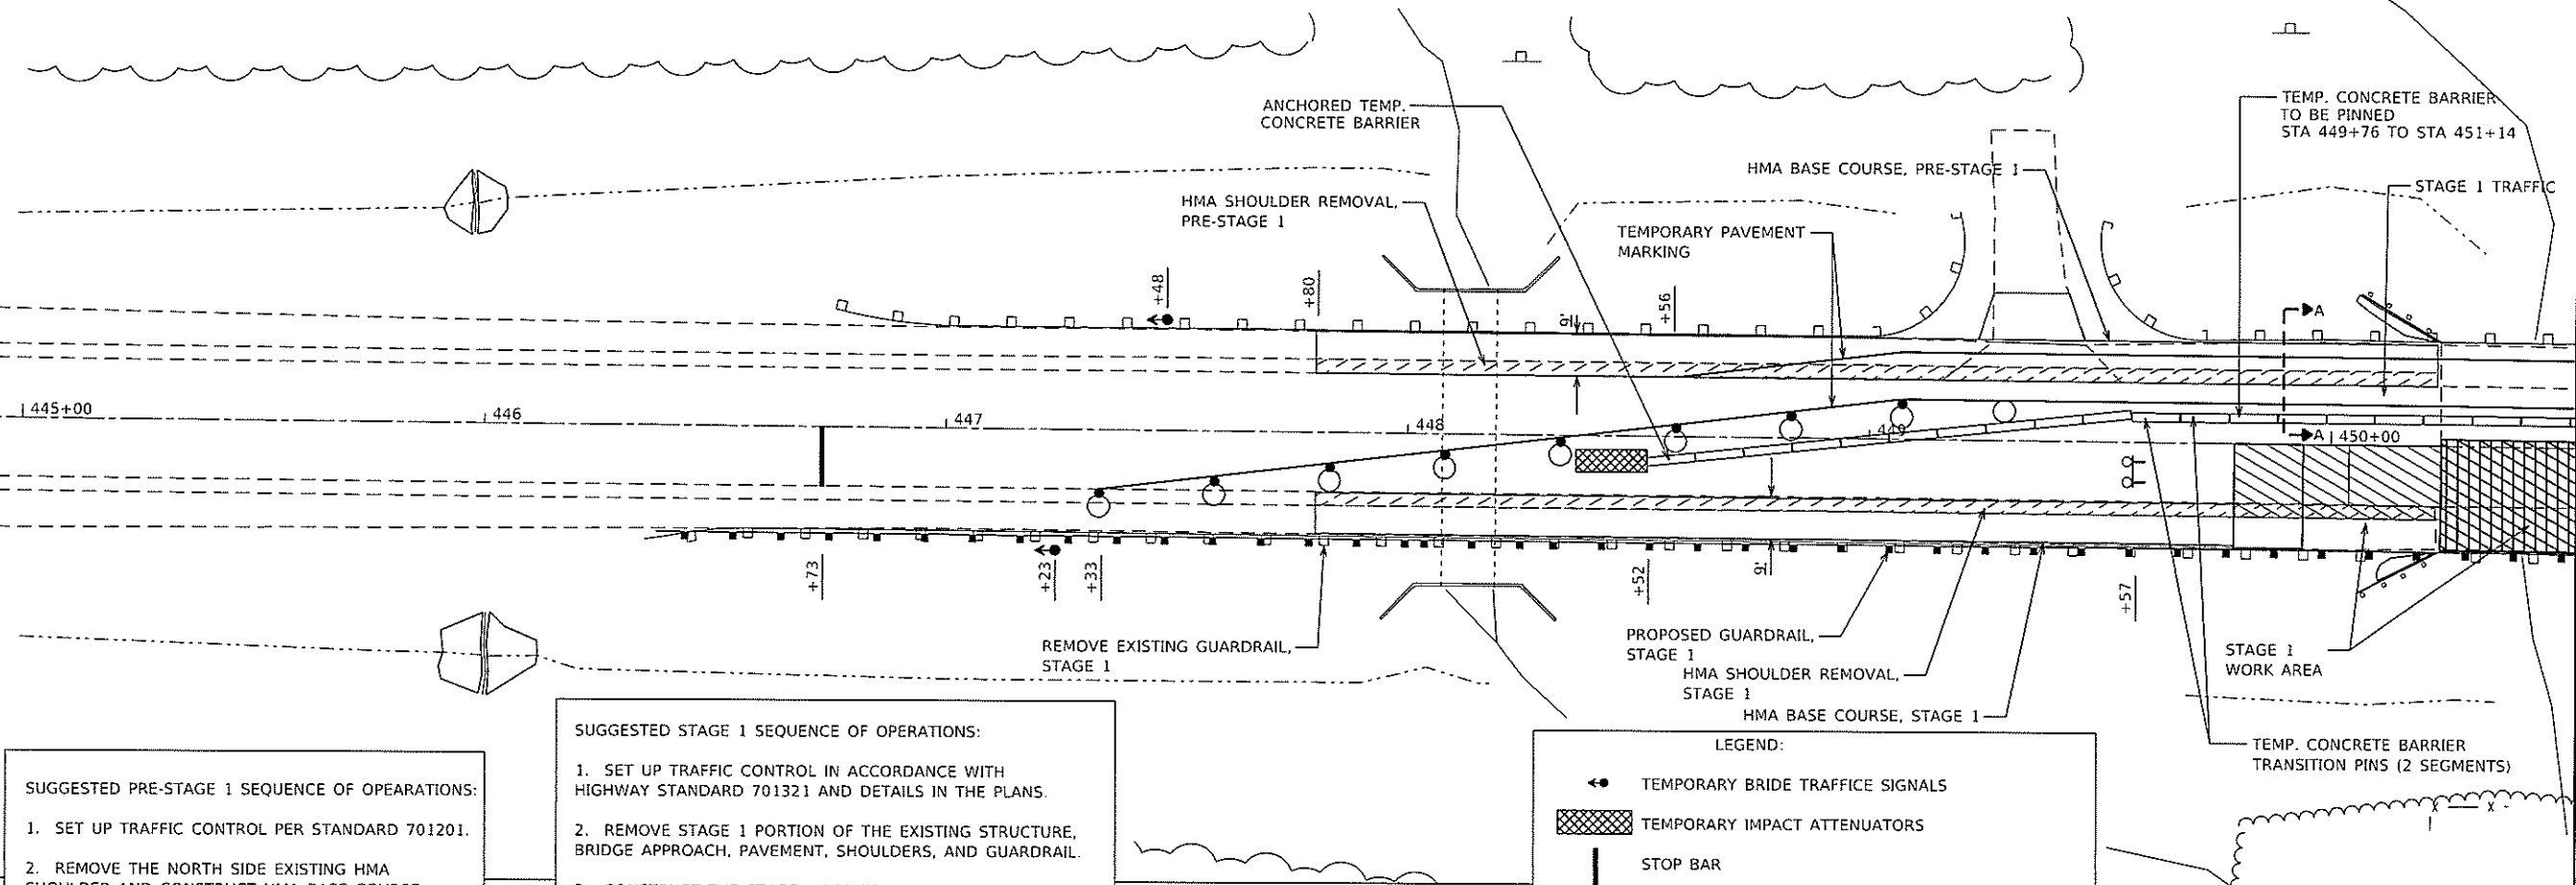 ANCHORED TEMP.
CONCRETE BARRIER
TEMP. CONCRETE BARRIER
TO BE PINNED
STA 449+76 TO STA 451+14
HMA BASE COURSE, PRE-STAGE 1
STAGE 1 TRAFFIC
HMA SHOULDER REMOVAL,
PRE-STAGE 1
TEMPORARY PAVEMENT
MARKING
+48
+80
9'
+56
A
445+00
446
447
448
449
A
450+00
+73
+23
+33
+52
9'
+57
REMOVE EXISTING GUARDRAIL,
STAGE 1
PROPOSED GUARDRAIL,
STAGE 1
HMA SHOULDER REMOVAL,
STAGE 1
HMA BASE COURSE, STAGE 1
STAGE 1
WORK AREA
TEMP. CONCRETE BARRIER
TRANSITION PINS (2 SEGMENTS)
X X
SUGGESTED PRE-STAGE 1 SEQUENCE OF OPEARATIONS:
1. SET UP TRAFFIC CONTROL PER STANDARD 701201.
2. REMOVE THE NORTH SIDE EXISTING HMA
SHOULDER AND CONSTRUCT HMA BASE COURSE
SUGGESTED STAGE 1 SEQUENCE OF OPERATIONS:
1. SET UP TRAFFIC CONTROL IN ACCORDANCE WITH
HIGHWAY STANDARD 701321 AND DETAILS IN THE PLANS.
2. REMOVE STAGE 1 PORTION OF THE EXISTING STRUCTURE,
BRIDGE APPROACH, PAVEMENT, SHOULDERS, AND GUARDRAIL.
LEGEND:
TEMPORARY BRIDE TRAFFICE SIGNALS
TEMPORARY IMPACT ATTENUATORS
STOP BAR